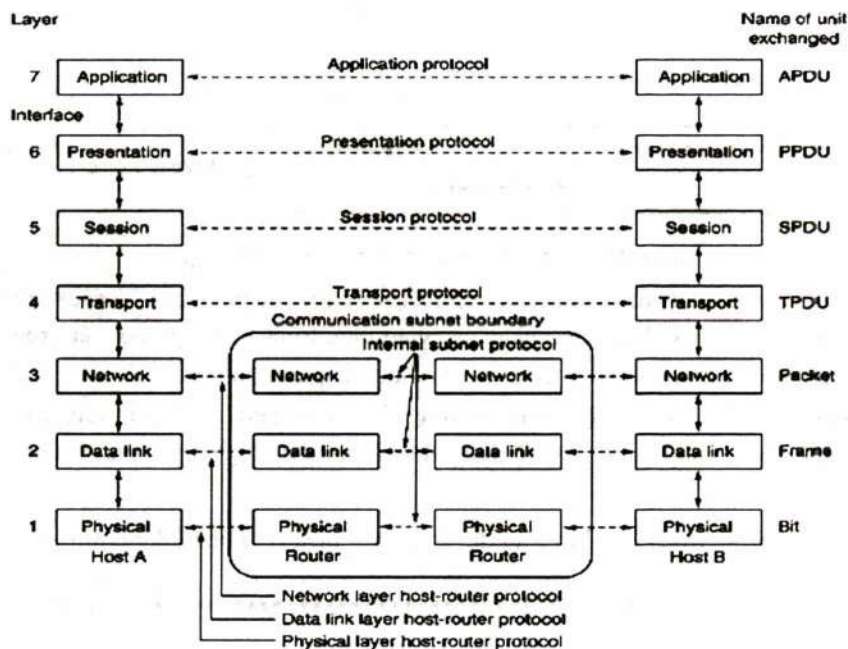 Layer
Name of unit exchanged
7 Application Application protocol Application APDU
Interface
6 Presentation Presentation protocol Presentation PPDU
5 Session Session protocol Session SPDU
4 Transport Transport protocol Transport TPDU
Communication subnet boundary
Internal subnet protocol
3 Network Network Network Network Packet
2 Data link Data link Data link Data link Frame
1 Physical Physical Physical Physical Bit
Host A Router Router Host B
Network layer host-router protocol
Data link layer host-router protocol
Physical layer host-router protocol